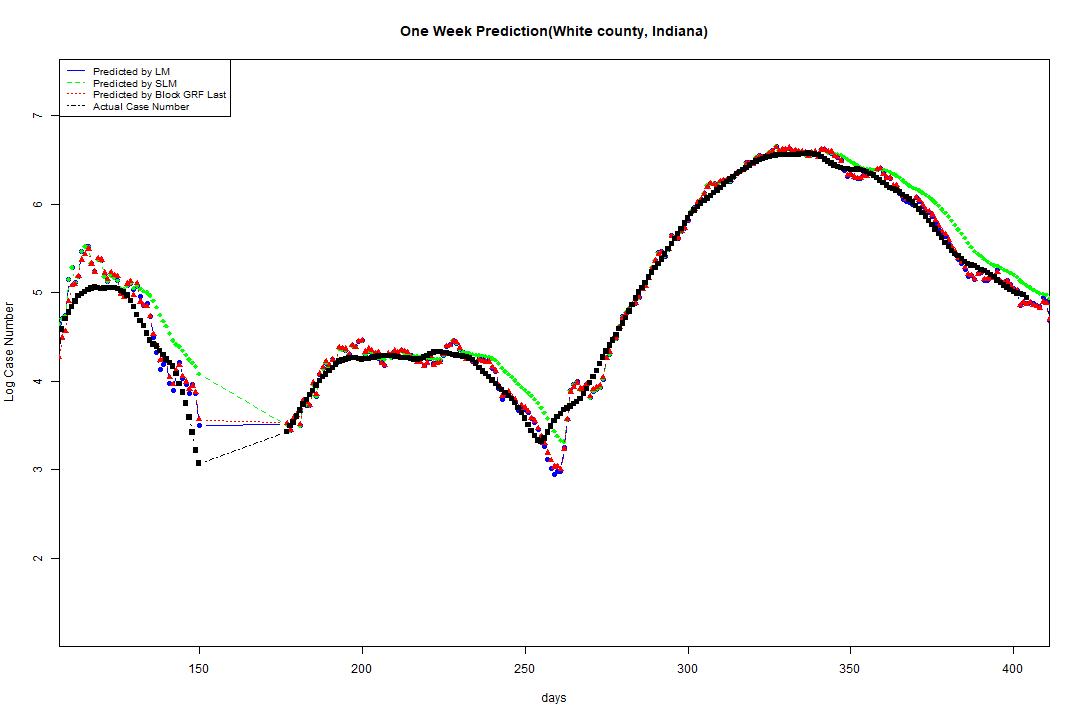 One Week Prediction(White county, Indiana)
Predicted by LM
Predicted by SLM
Predicted by Block GRF Last
Actual Case Number
7
6
5
4
3
2
Log Case Number
150 200 250 300 350 400
days